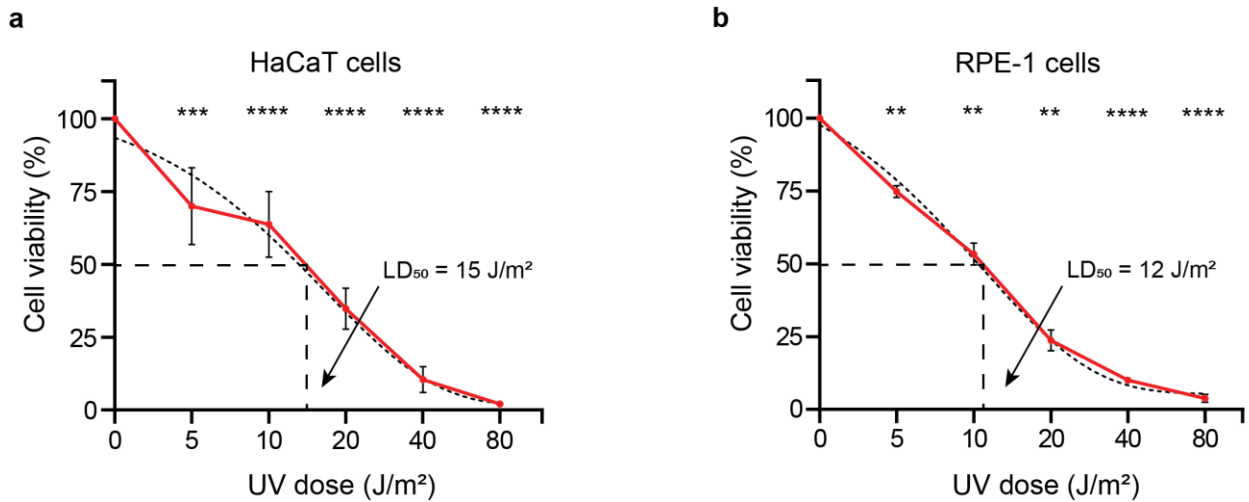 a
HaCaT cells
*** **** **** **** ****
Cell viability (%)
100
75
50
25
0
LD₅₀ = 15 J/m²
0 5 10 20 40 80
UV dose (J/m²)
b
RPE-1 cells
** ** ** **** ****
Cell viability (%)
100
75
50
25
0
LD₅₀ = 12 J/m²
0 5 10 20 40 80
UV dose (J/m²)